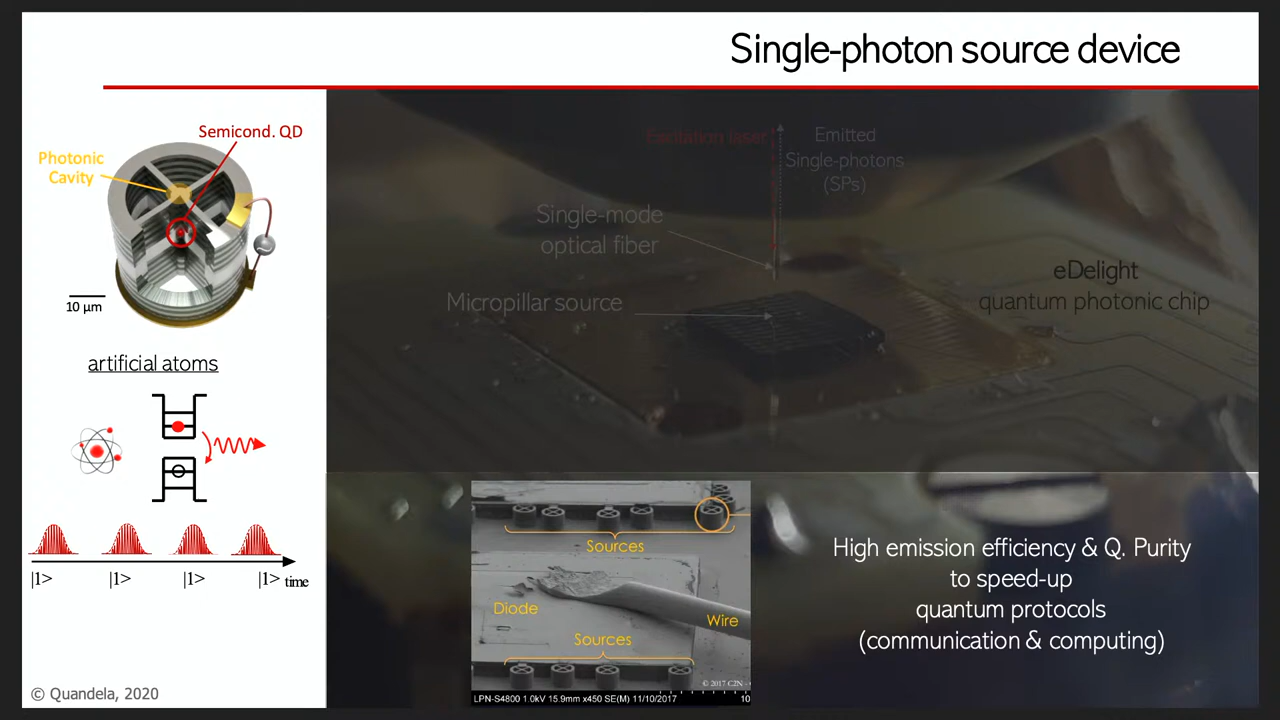 Single-photon source device
Semicond. QD
Photonic
Cavity
10 µm
artificial atoms
|1>
|1>
|1>
|1>
time
© Quandela, 2020
Excitation laser
Emitted
Single-photons
(SPs)
Single-mode
optical fiber
Micropillar source
eDelight
quantum photonic chip
Sources
Diode
Wire
Sources
© 2017 C2N -
LPN-S4800 1.0kV 15.9mm x450 SE(M) 11/10/2017
10
High emission efficiency & Q. Purity
to speed-up
quantum protocols
(communication & computing)